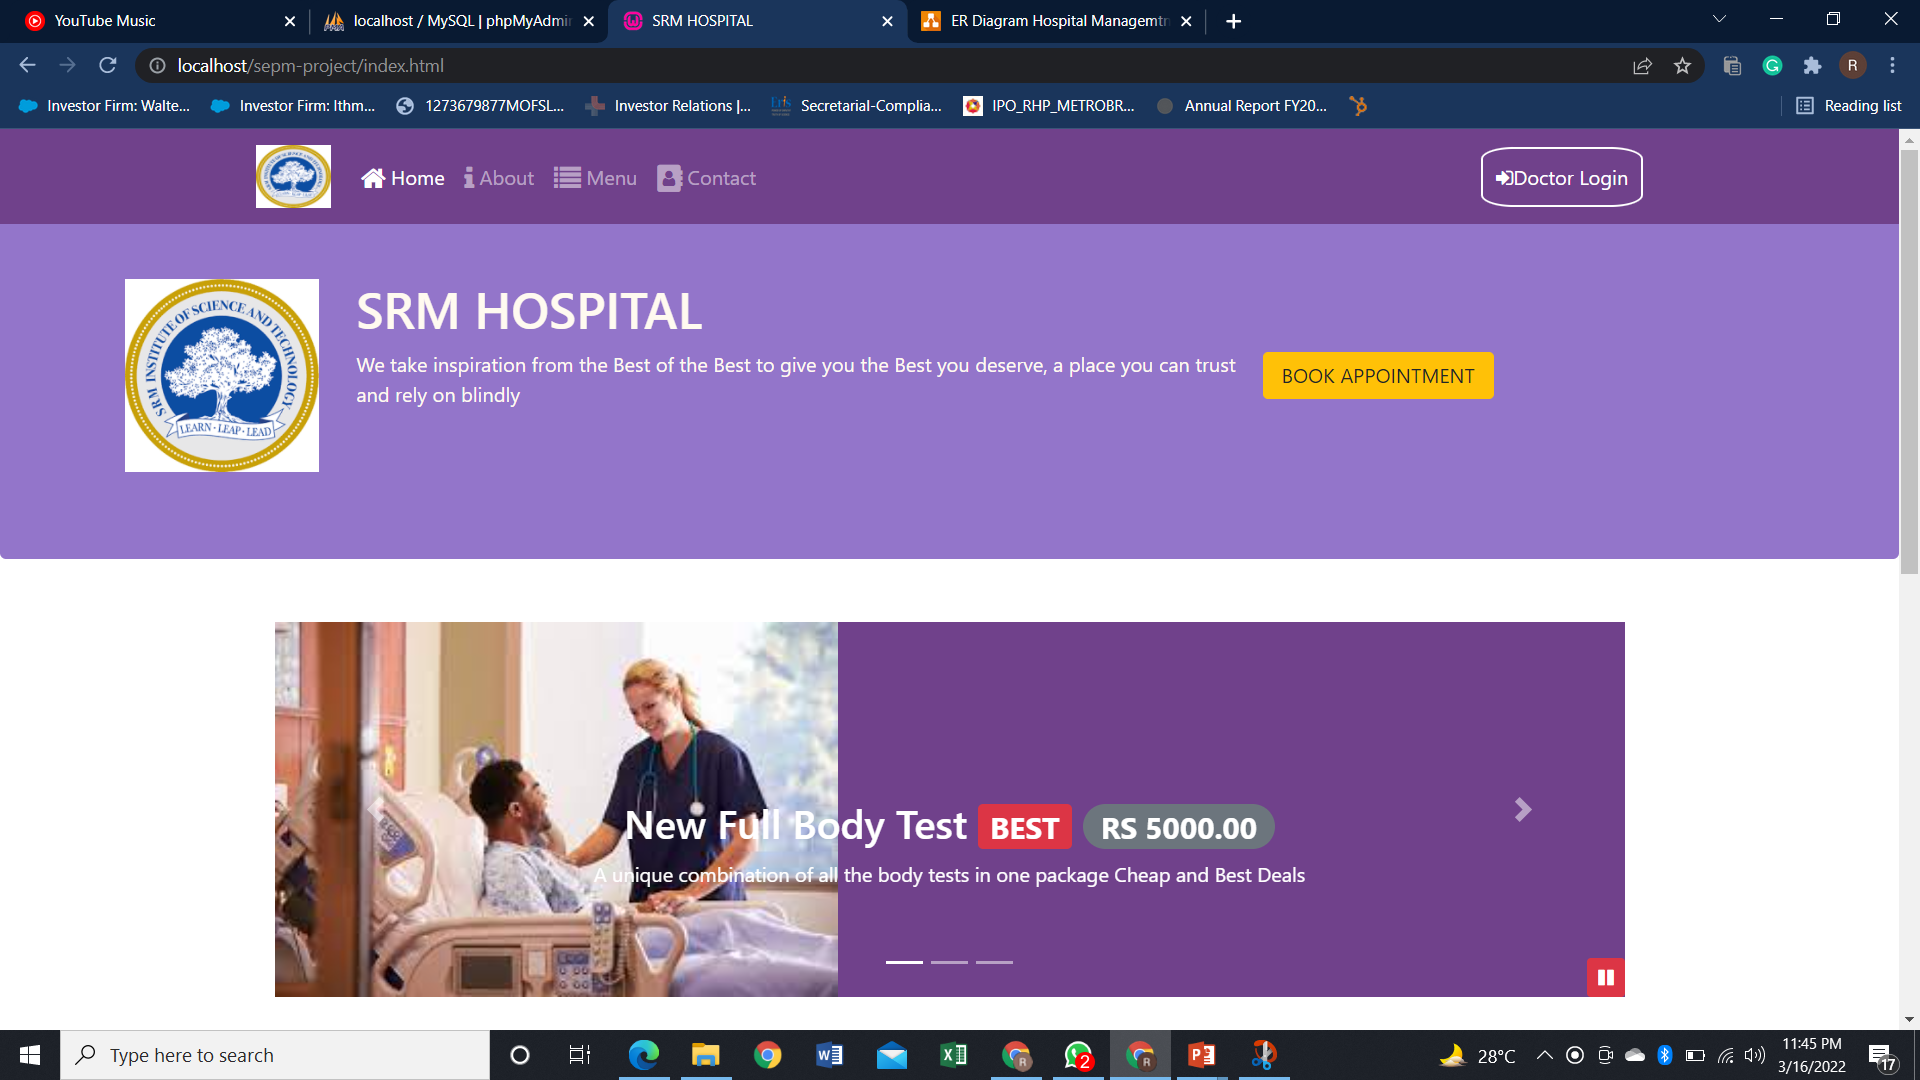 YouTube Music
localhost / MySQL | phpMyAdmin
SRM HOSPITAL
ER Diagram Hospital Managemtn
localhost/sepm-project/index.html
R
Investor Firm: Walte...
Investor Firm: Ithm...
1273679877MOFSL...
Investor Relations |...
Secretarial-Complia...
IPO_RHP_METROBR...
Annual Report FY20...
Reading list
Home
About
Menu
Contact
Doctor Login
SRM INSTITUTE OF SCIENCE AND TECHNOLOGY
LEARN · LEAP · LEAD
SRM HOSPITAL
We take inspiration from the Best of the Best to give you the Best you deserve, a place you can trust
and rely on blindly
BOOK APPOINTMENT
New Full Body Test BEST RS 5000.00
A unique combination of all the body tests in one package Cheap and Best Deals
Type here to search
2
28°C
11:45 PM
3/16/2022
17